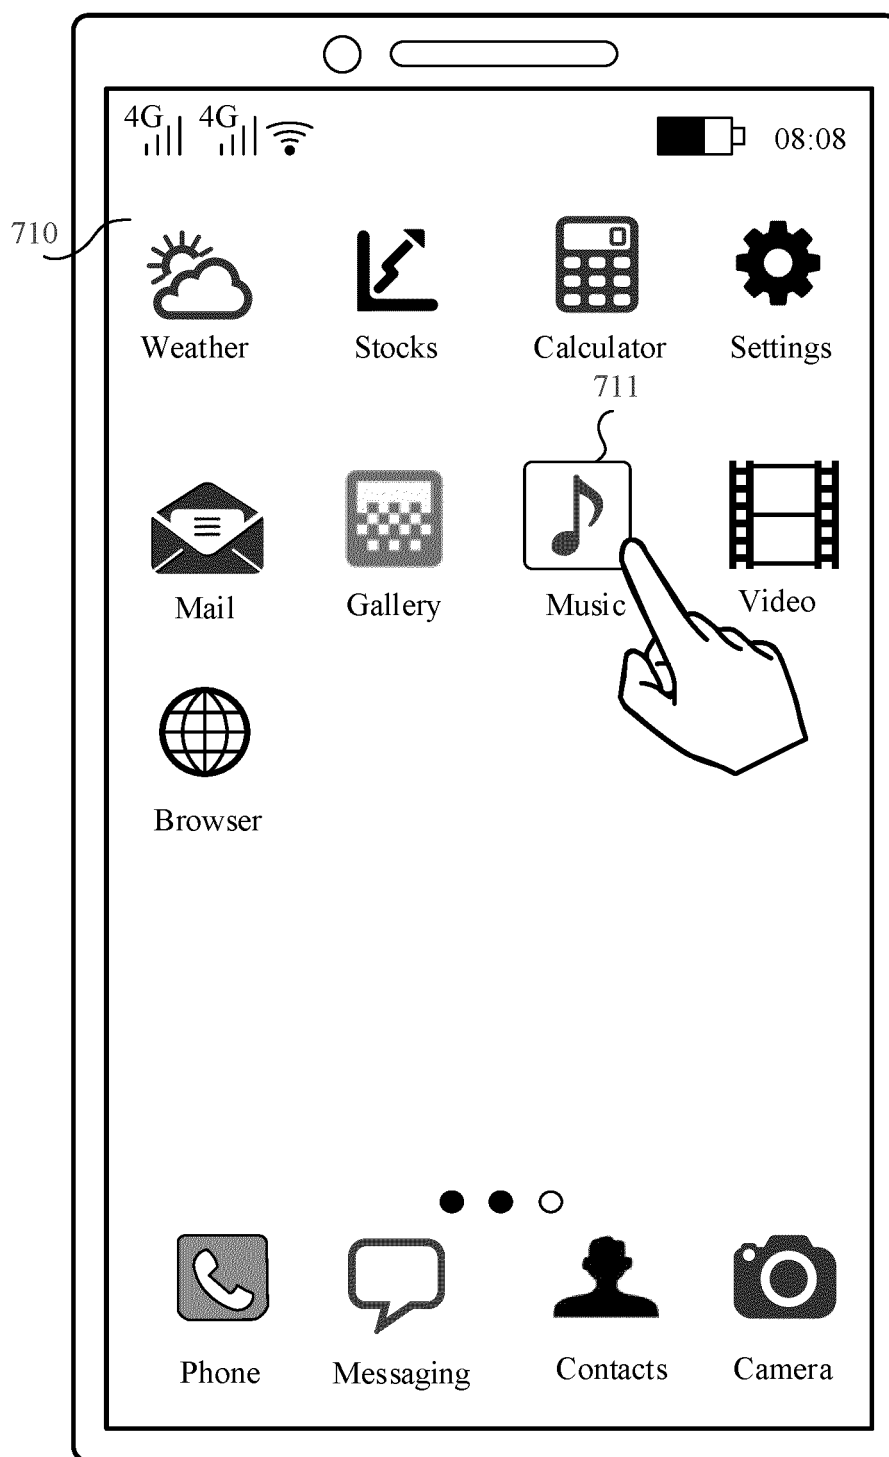 4G 4G 08:08
710
Weather Stocks Calculator Settings
711
Mail Gallery Music Video
Browser
Phone Messaging Contacts Camera